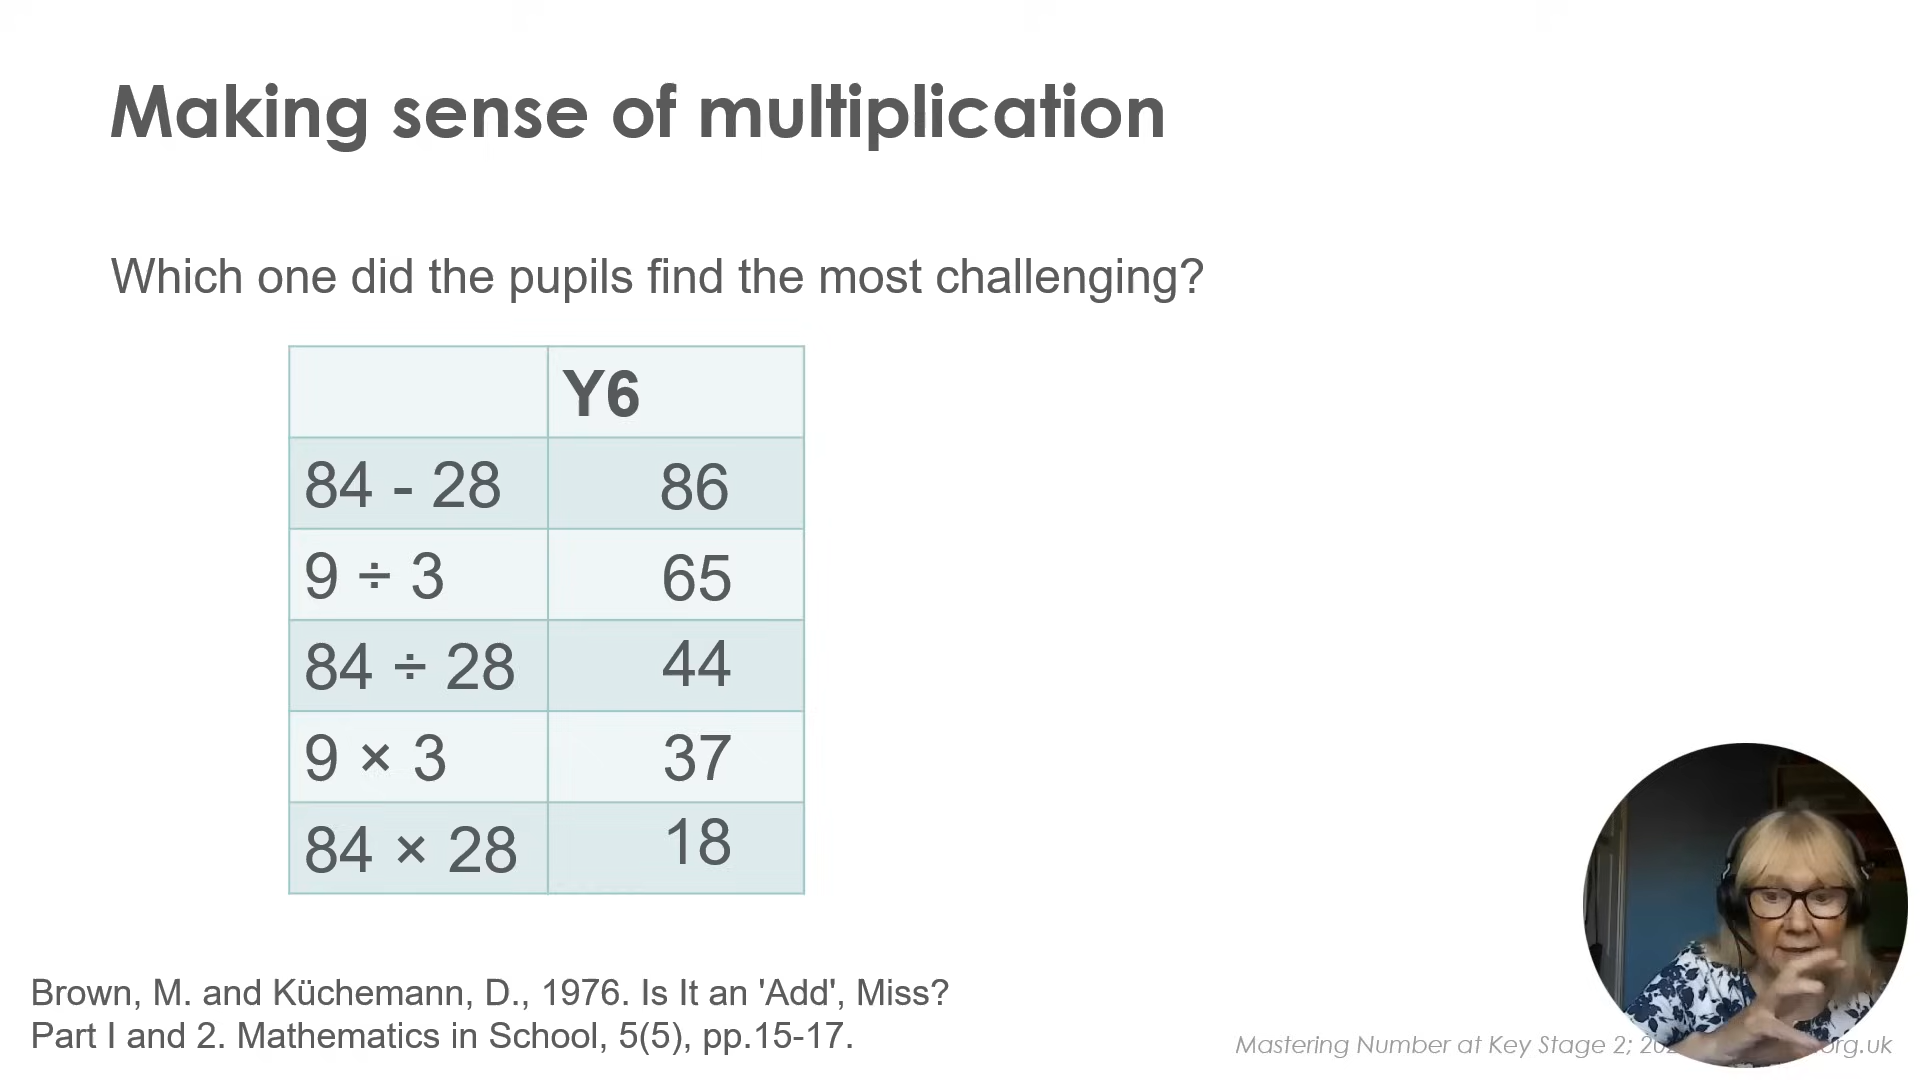 Making sense of multiplication
Which one did the pupils find the most challenging?
Y6
84 - 28 86
9 ÷ 3 65
84 ÷ 28 44
9 × 3 37
84 × 28 18
Brown, M. and Küchemann, D., 1976. Is It an 'Add', Miss?
Part I and 2. Mathematics in School, 5(5), pp.15-17.
Mastering Number at Key Stage 2;